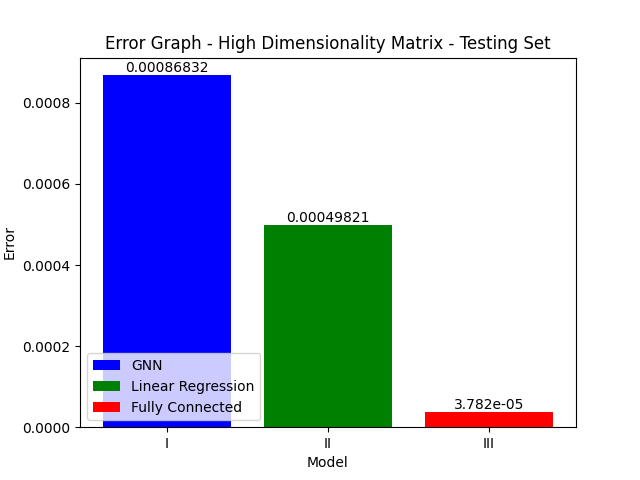 Error Graph - High Dimensionality Matrix - Testing Set
0.00086832
0.00049821
3.782e-05
0.0008
0.0006
0.0004
0.0002
0.0000
Error
GNN
Linear Regression
Fully Connected
I
II
III
Model